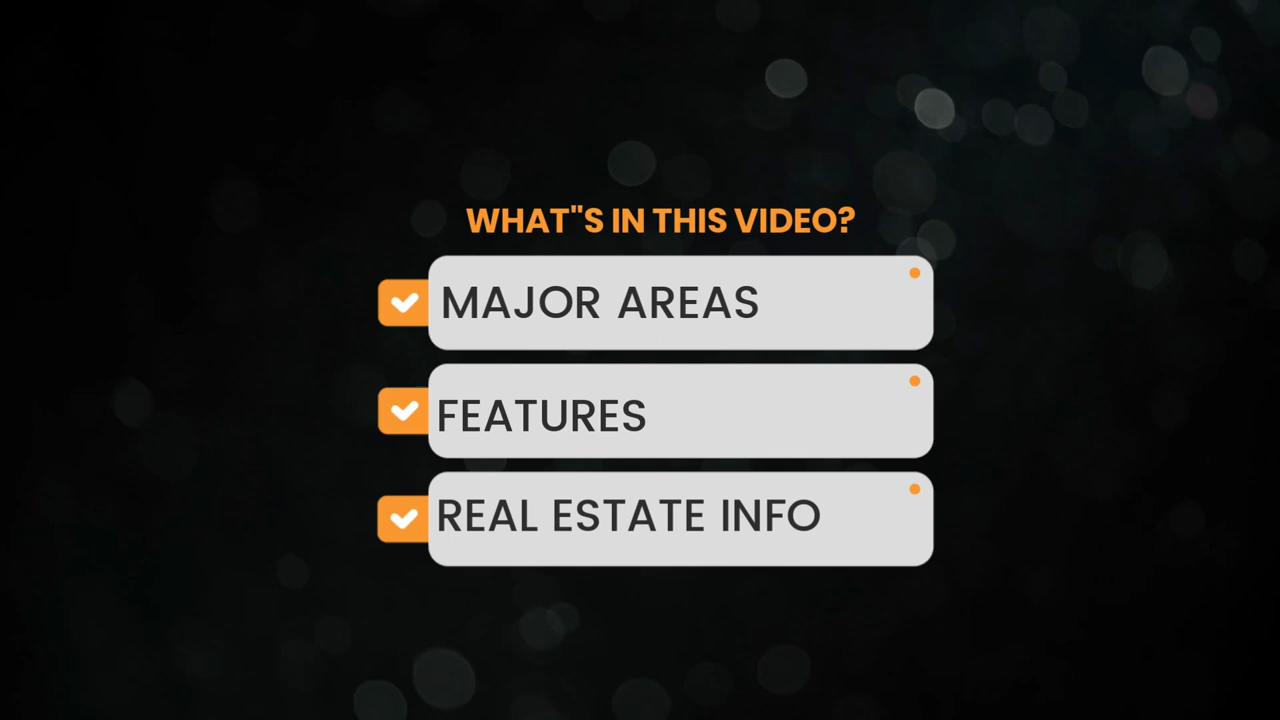 WHAT"S IN THIS VIDEO?
MAJOR AREAS
FEATURES
REAL ESTATE INFO